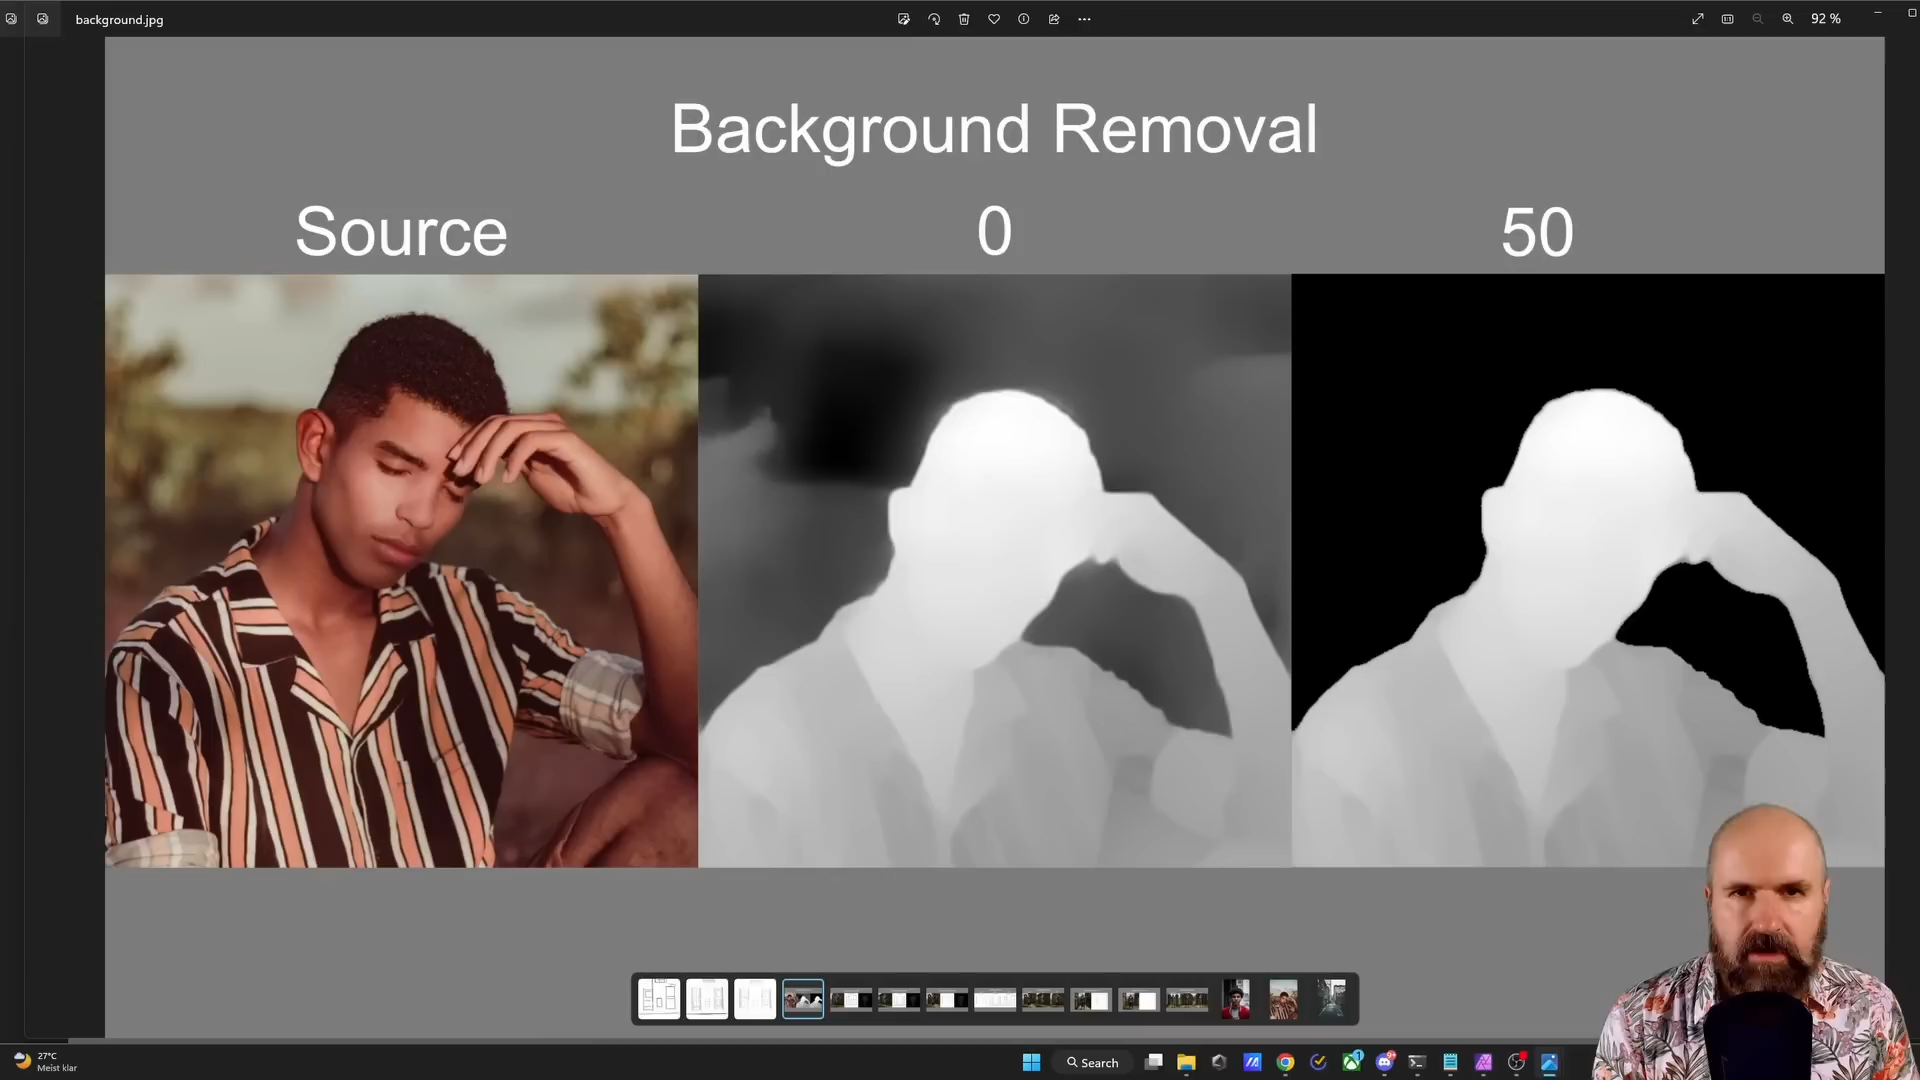 background.jpg
92 %
Background Removal
Source
0
50
27°C
Meist klar
Search